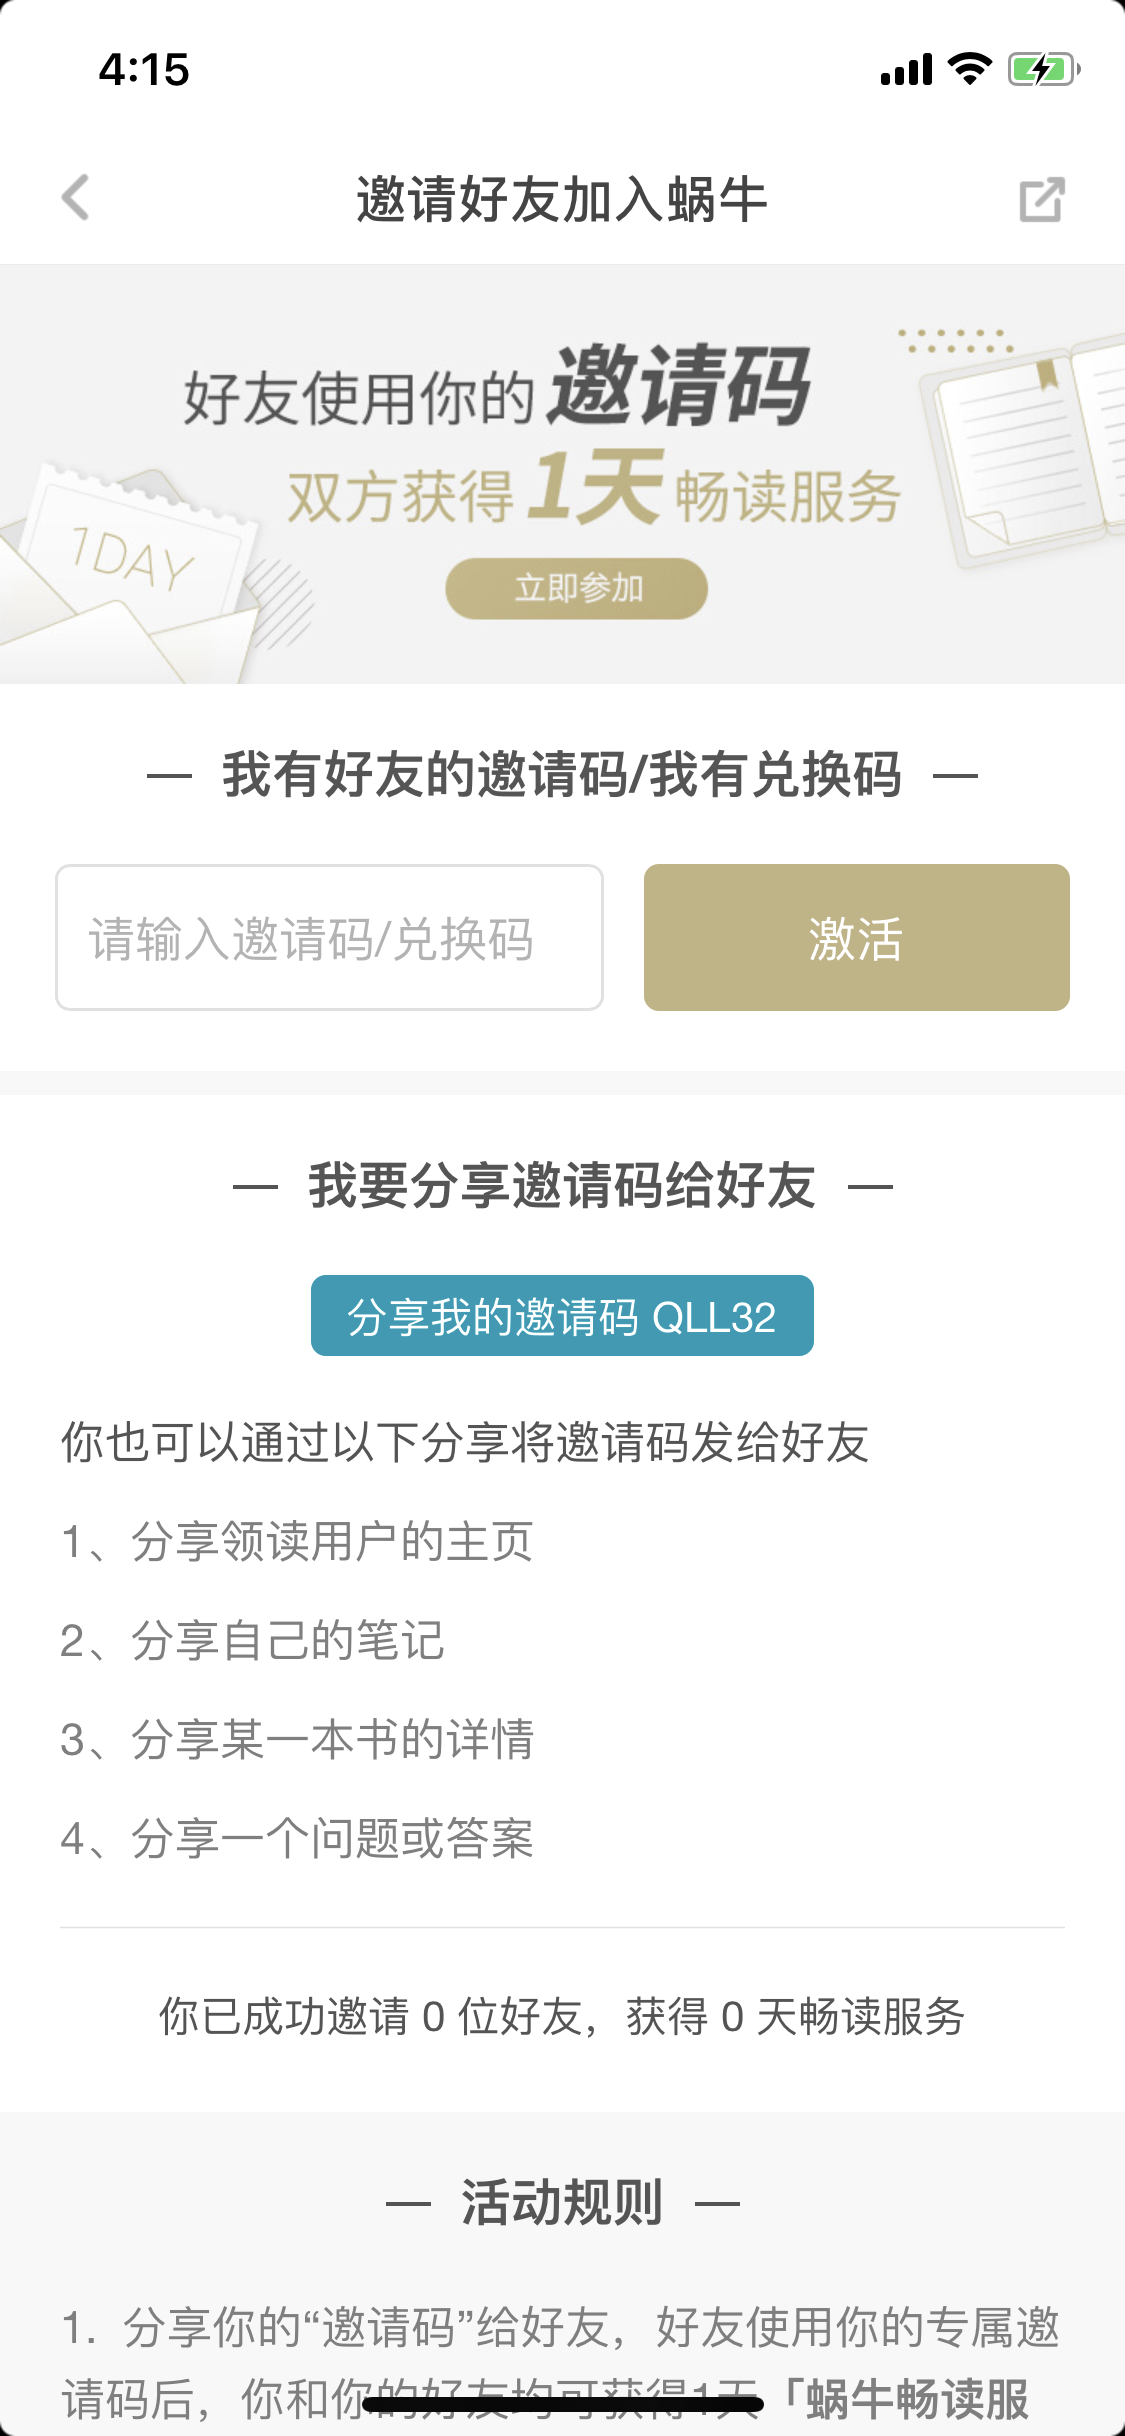 4:15
邀请好友加入蜗牛
好友使用你的邀请码
双方获得1天畅读服务
1DAY
立即参加
我有好友的邀请码/我有兑换码
请输入邀请码/兑换码
激活
我要分享邀请码给好友
分享我的邀请码 QLL32
你也可以通过以下分享将邀请码发给好友
1、分享领读用户的主页
2、分享自己的笔记
3、分享某一本书的详情
4、分享一个问题或答案
你已成功邀请 0 位好友，获得 0 天畅读服务
活动规则
1. 分享你的“邀请码”给好友，好友使用你的专属邀
请码后，你和你的好友均可获得1天「蜗牛畅读服